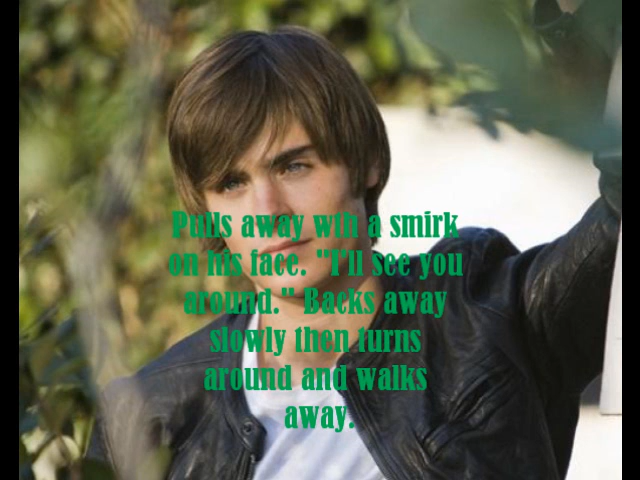 Pulls away wth a smirk
on his face. "I'll see you
around." Backs away
slowly then turns
around and walks
away.